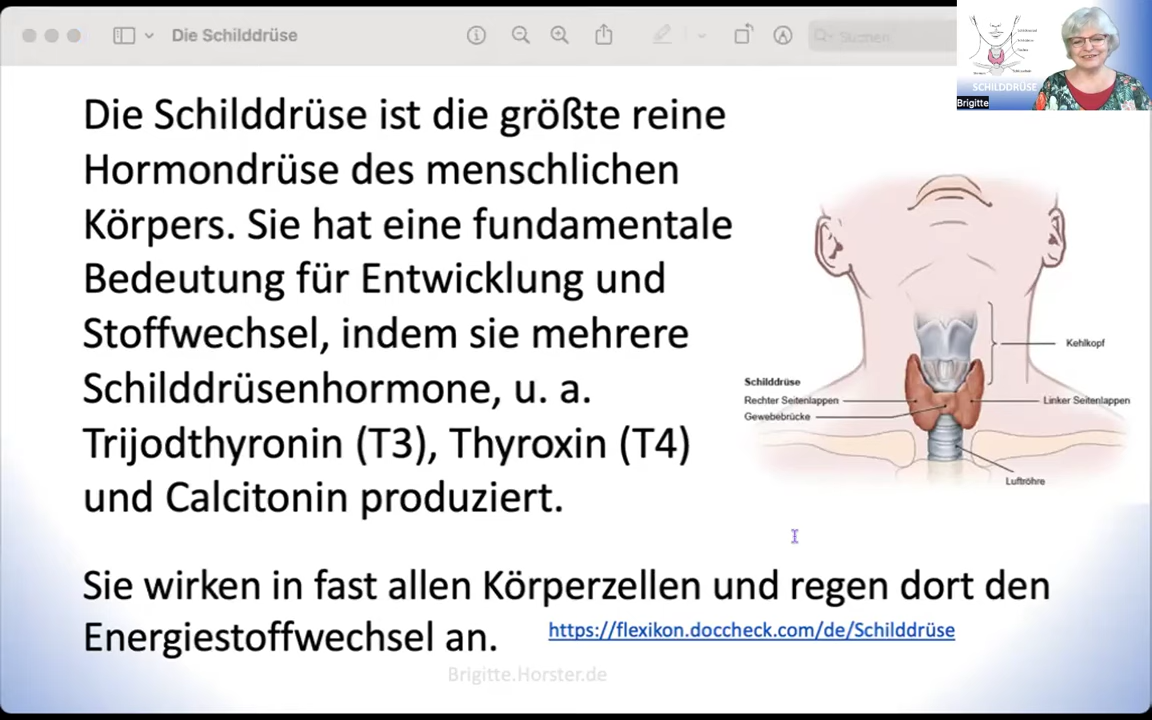 Die Schilddrüse
Suchen
SCHILDDRÜSE
Brigitte
Die Schilddrüse ist die größte reine
Hormondrüse des menschlichen
Körpers. Sie hat eine fundamentale
Bedeutung für Entwicklung und
Stoffwechsel, indem sie mehrere
Schilddrüsenhormone, u. a.
Trijodthyronin (T3), Thyroxin (T4)
und Calcitonin produziert.
Kehlkopf
Schilddrüse
Rechter Seitenlappen
Linker Seitenlappen
Gewebebrücke
Luftröhre
Sie wirken in fast allen Körperzellen und regen dort den
Energiestoffwechsel an.
https://flexikon.doccheck.com/de/Schilddrüse
Brigitte.Horster.de